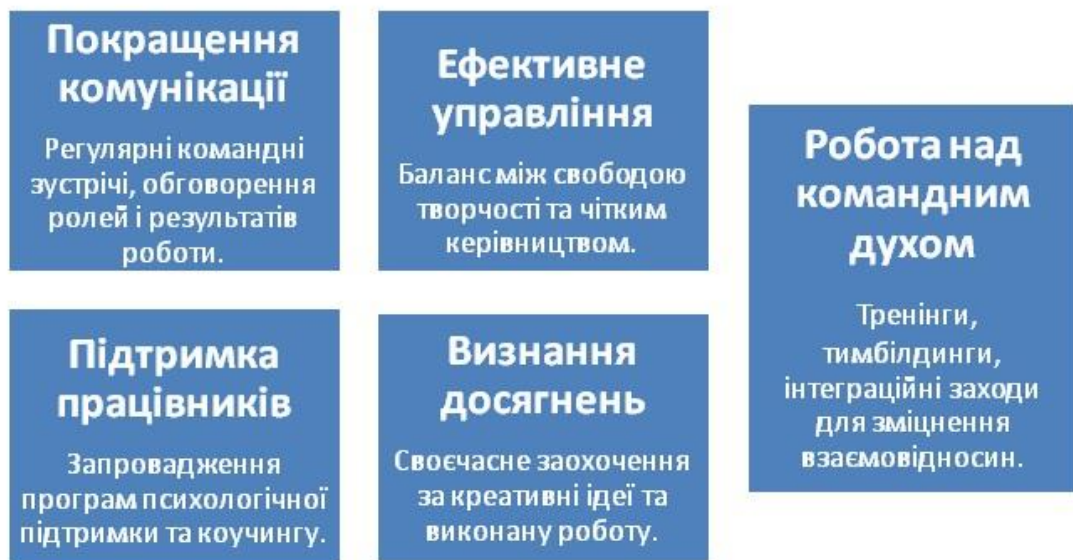 Покращення
комунікації
Регулярні командні
зустрічі, обговорення
ролей і результатів
роботи.
Ефективне
управління
Баланс між свободою
творчості та чітким
керівництвом.
Робота над
командним
духом
Тренінги,
тимбілдинги,
інтеграційні заходи
для зміцнення
взаємовідносин.
Підтримка
працівників
Запровадження
програм психологічної
підтримки та коучингу.
Визнання
досягнень
Своєчасне заохочення
за креативні ідеї та
виконану роботу.